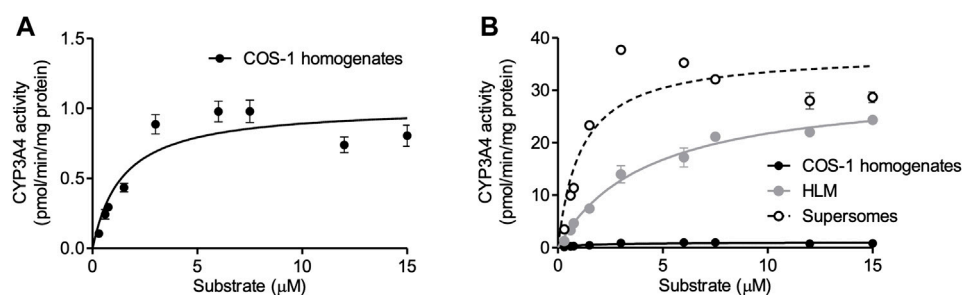 A
CYP3A4 activity
(pmol/min/mg protein)
1.5
1.0
0.5
0.0
COS-1 homogenates
0
5
10
15
Substrate (μM)
B
CYP3A4 activity
(pmol/min/mg protein)
40
30
20
10
0
COS-1 homogenates
HLM
Supersomes
0
5
10
15
Substrate (μM)